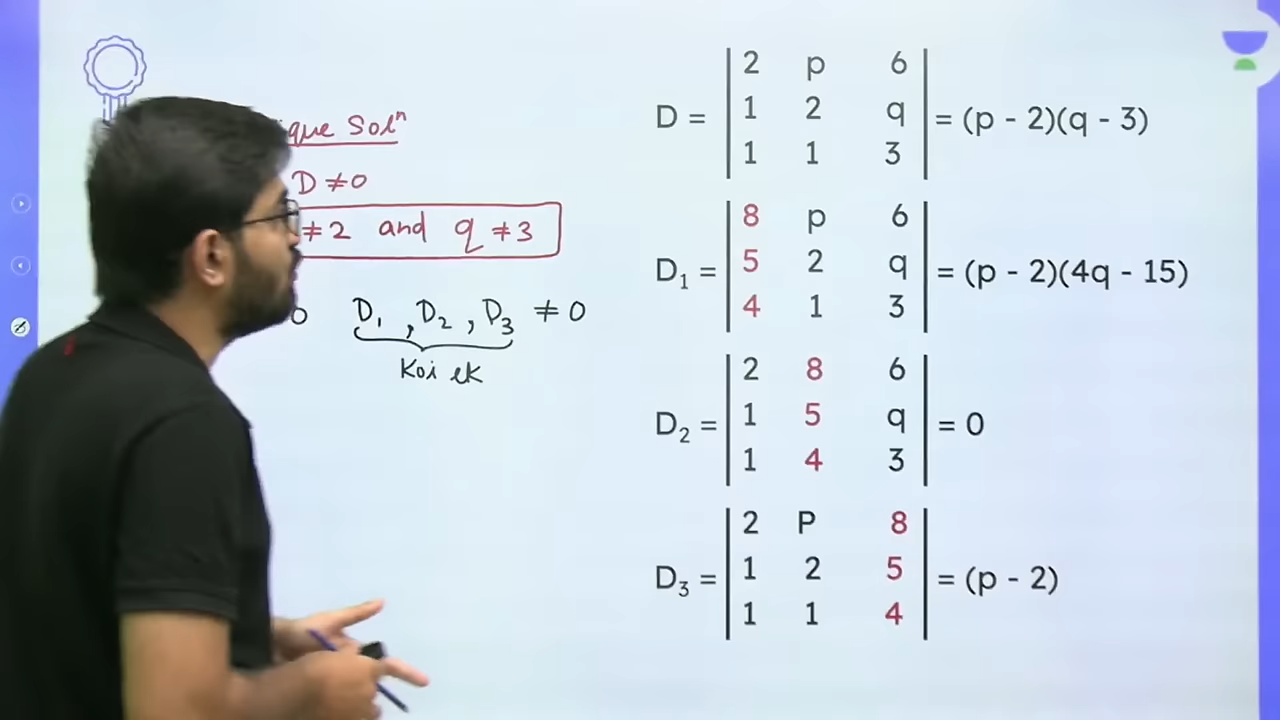 que Solⁿ
D ≠ 0
≠ 2 and q ≠ 3
0 D₁ , D₂ , D₃ ≠ 0
Koi ek
D = | 2 p 6 |
| 1 2 q | = (p - 2)(q - 3)
| 1 1 3 |
D₁ = | 8 p 6 |
| 5 2 q | = (p - 2)(4q - 15)
| 4 1 3 |
D₂ = | 2 8 6 |
| 1 5 q | = 0
| 1 4 3 |
D₃ = | 2 P 8 |
| 1 2 5 | = (p - 2)
| 1 1 4 |